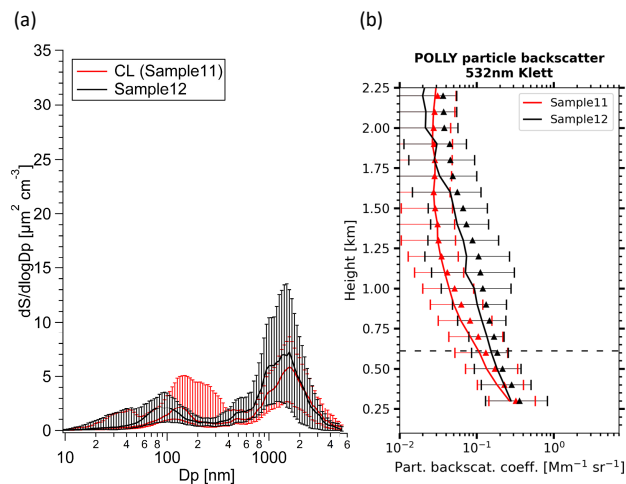 (a)
35
30
25
20
15
10
5
0
dS/dlogDp [µm² cm⁻³]
CL (Sample11)
Sample12
10 2 4 6 8 100 2 4 6 8 1000 2 4 6
Dp [nm]
(b)
POLLY particle backscatter
532nm Klett
Sample11
Sample12
2.25
2.00
1.75
1.50
1.25
1.00
0.75
0.50
0.25
Height [km]
10⁻² 10⁻¹ 10⁰
Part. backscat. coeff. [Mm⁻¹ sr⁻¹]